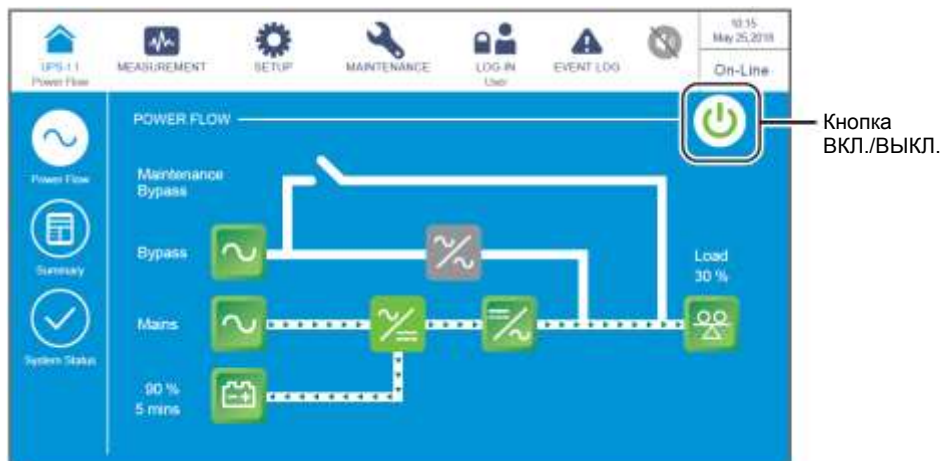 10:15
May 25,2018
UPS-1.1
Power Flow
MEASUREMENT
SETUP
MAINTENANCE
LOG IN
User
EVENT LOG
On-Line
POWER FLOW
Кнопка
ВКЛ./ВЫКЛ.
Power Flow
Maintenance
Bypass
Summary
Bypass
Load
30 %
Mains
System Status
90 %
5 mins